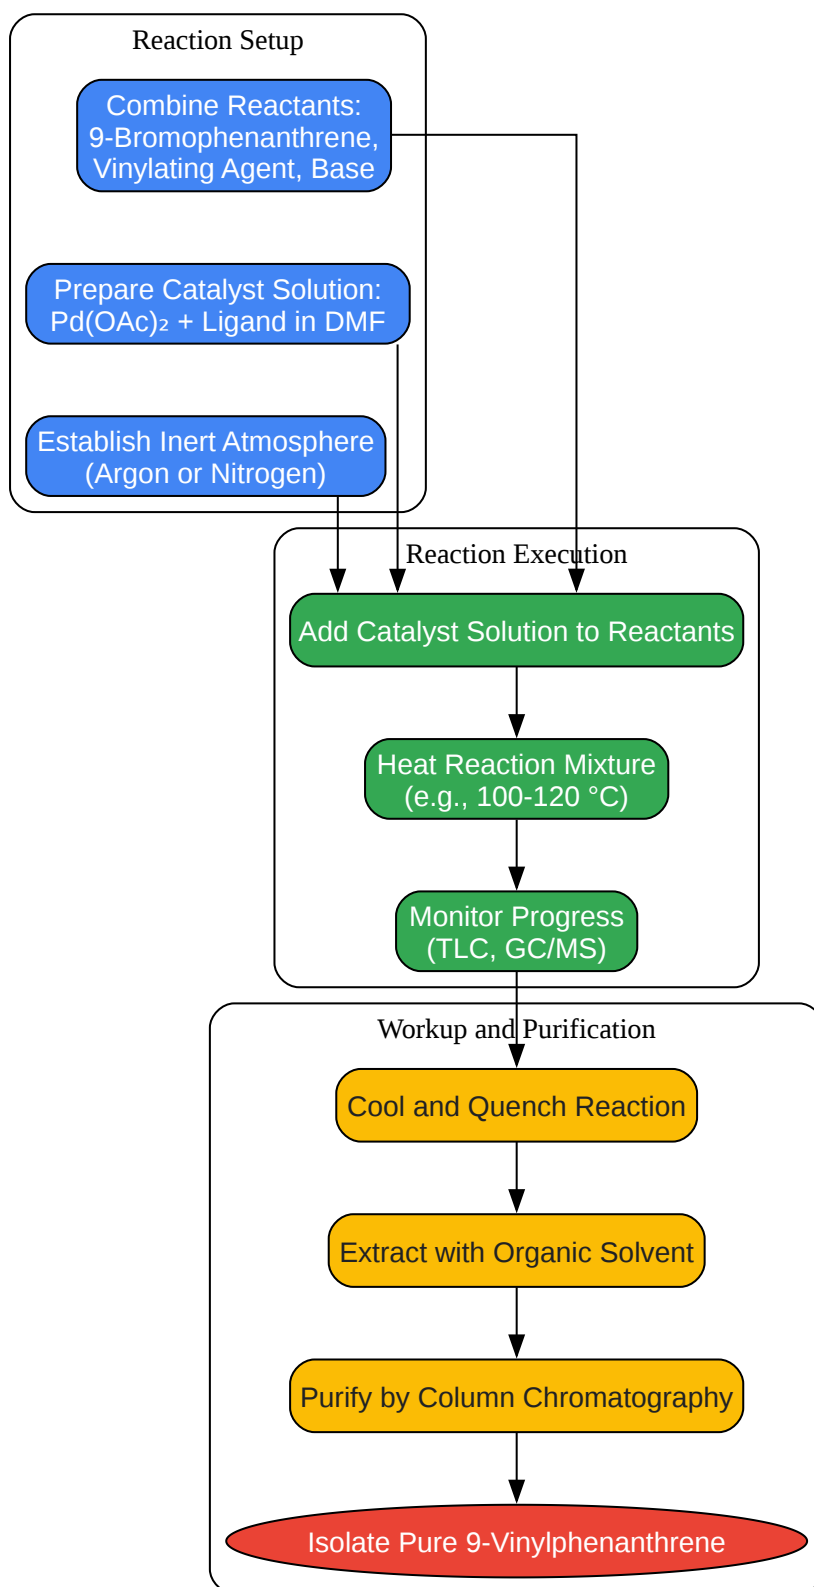 Reaction Setup
Combine Reactants:
9-Bromophenanthrene,
Vinylating Agent, Base
Prepare Catalyst Solution:
Pd(OAc)₂ + Ligand in DMF
Establish Inert Atmosphere
(Argon or Nitrogen)
Reaction Execution
Add Catalyst Solution to Reactants
Heat Reaction Mixture
(e.g., 100-120 °C)
Monitor Progress
(TLC, GC/MS)
Workup and Purification
Cool and Quench Reaction
Extract with Organic Solvent
Purify by Column Chromatography
Isolate Pure 9-Vinylphenanthrene